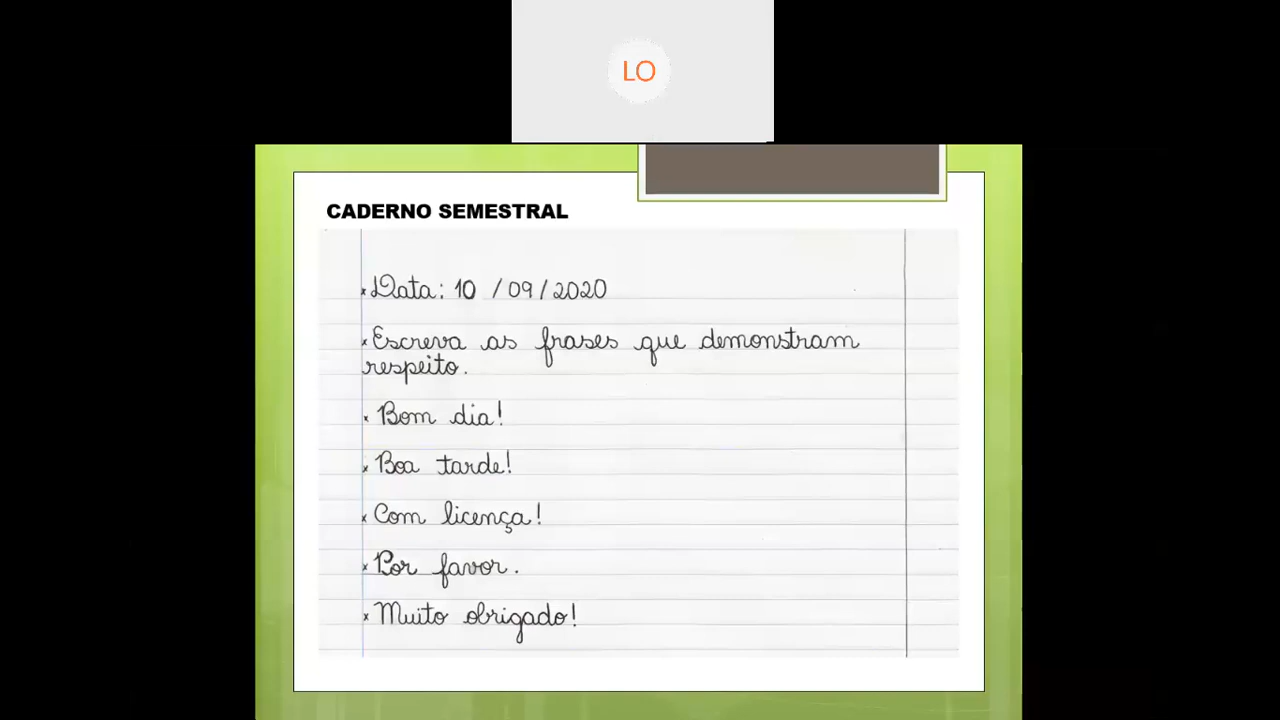 LO
CADERNO SEMESTRAL
x Data: 10 /09/2020
x Escreva as frases que demonstram
respeito.
x Bom dia!
x Boa tarde!
x Com licença!
x Por favor.
x Muito obrigado!